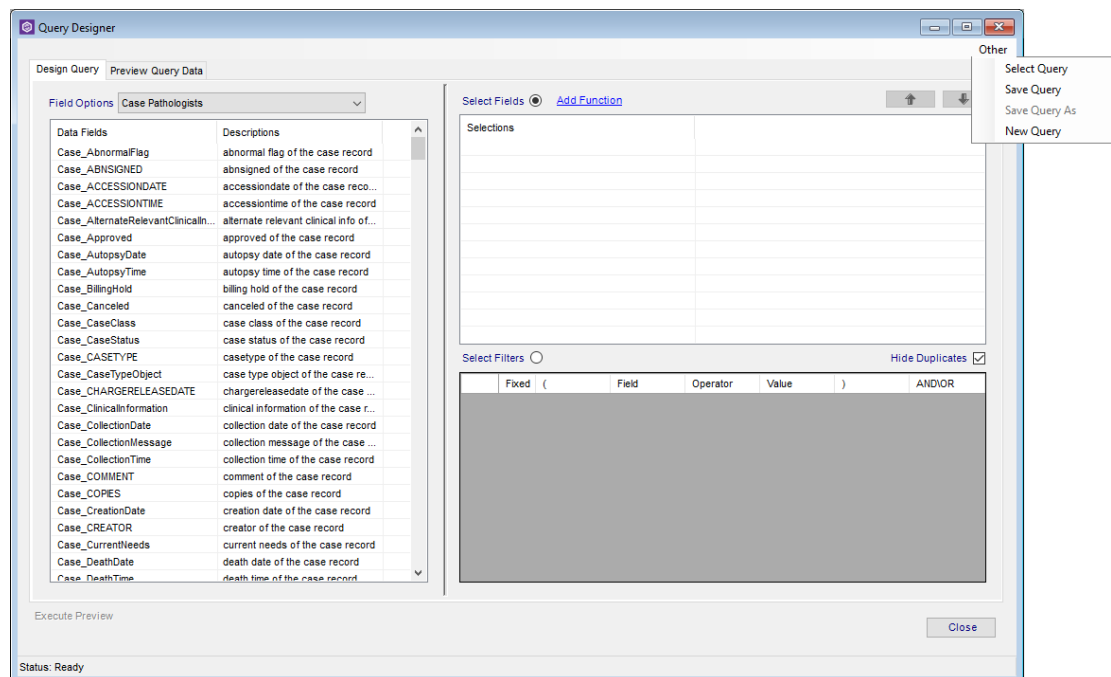 Query Designer
Other
Select Query
Save Query
Save Query As
New Query
Design Query
Preview Query Data
Field Options
Case Pathologists
Data Fields
Descriptions
Case_AbnormalFlag abnormal flag of the case record
Case_ABNSIGNED abnsigned of the case record
Case_ACCESSIONDATE accessiondate of the case reco...
Case_ACCESSIONTIME accessiontime of the case record
Case_AlternateRelevantClinicalIn... alternate relevant clinical info of...
Case_Approved approved of the case record
Case_AutopsyDate autopsy date of the case record
Case_AutopsyTime autopsy time of the case record
Case_BillingHold billing hold of the case record
Case_Canceled canceled of the case record
Case_CaseClass case class of the case record
Case_CaseStatus case status of the case record
Case_CASETYPE casetype of the case record
Case_CaseTypeObject case type object of the case re...
Case_CHARGERELEASEDATE chargereleasedate of the case ...
Case_ClinicalInformation clinical information of the case r...
Case_CollectionDate collection date of the case record
Case_CollectionMessage collection message of the case ...
Case_CollectionTime collection time of the case record
Case_COMMENT comment of the case record
Case_COPIES copies of the case record
Case_CreationDate creation date of the case record
Case_CREATOR creator of the case record
Case_CurrentNeeds current needs of the case record
Case_DeathDate death date of the case record
Case_DeathTime death time of the case record
Select Fields
Add Function
Selections
Select Filters
Hide Duplicates
Fixed ( Field Operator Value ) AND\OR
Execute Preview
Close
Status: Ready